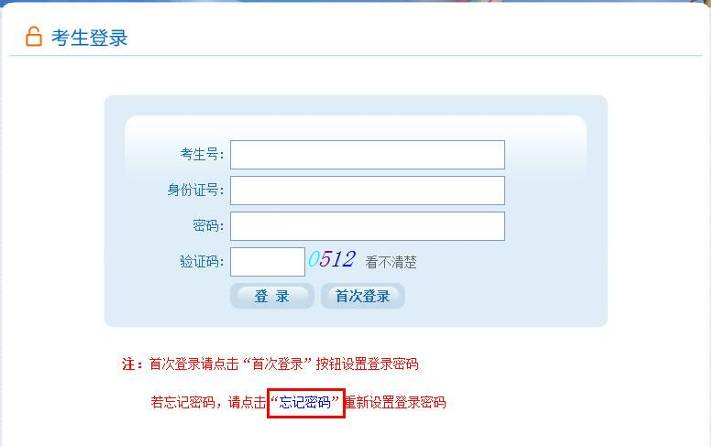 考生登录
考生号:
身份证号:
密码:
验证码: 0512 看不清楚
登 录 首次登录
注：首次登录请点击“首次登录”按钮设置登录密码
若忘记密码，请点击“忘记密码”重新设置登录密码